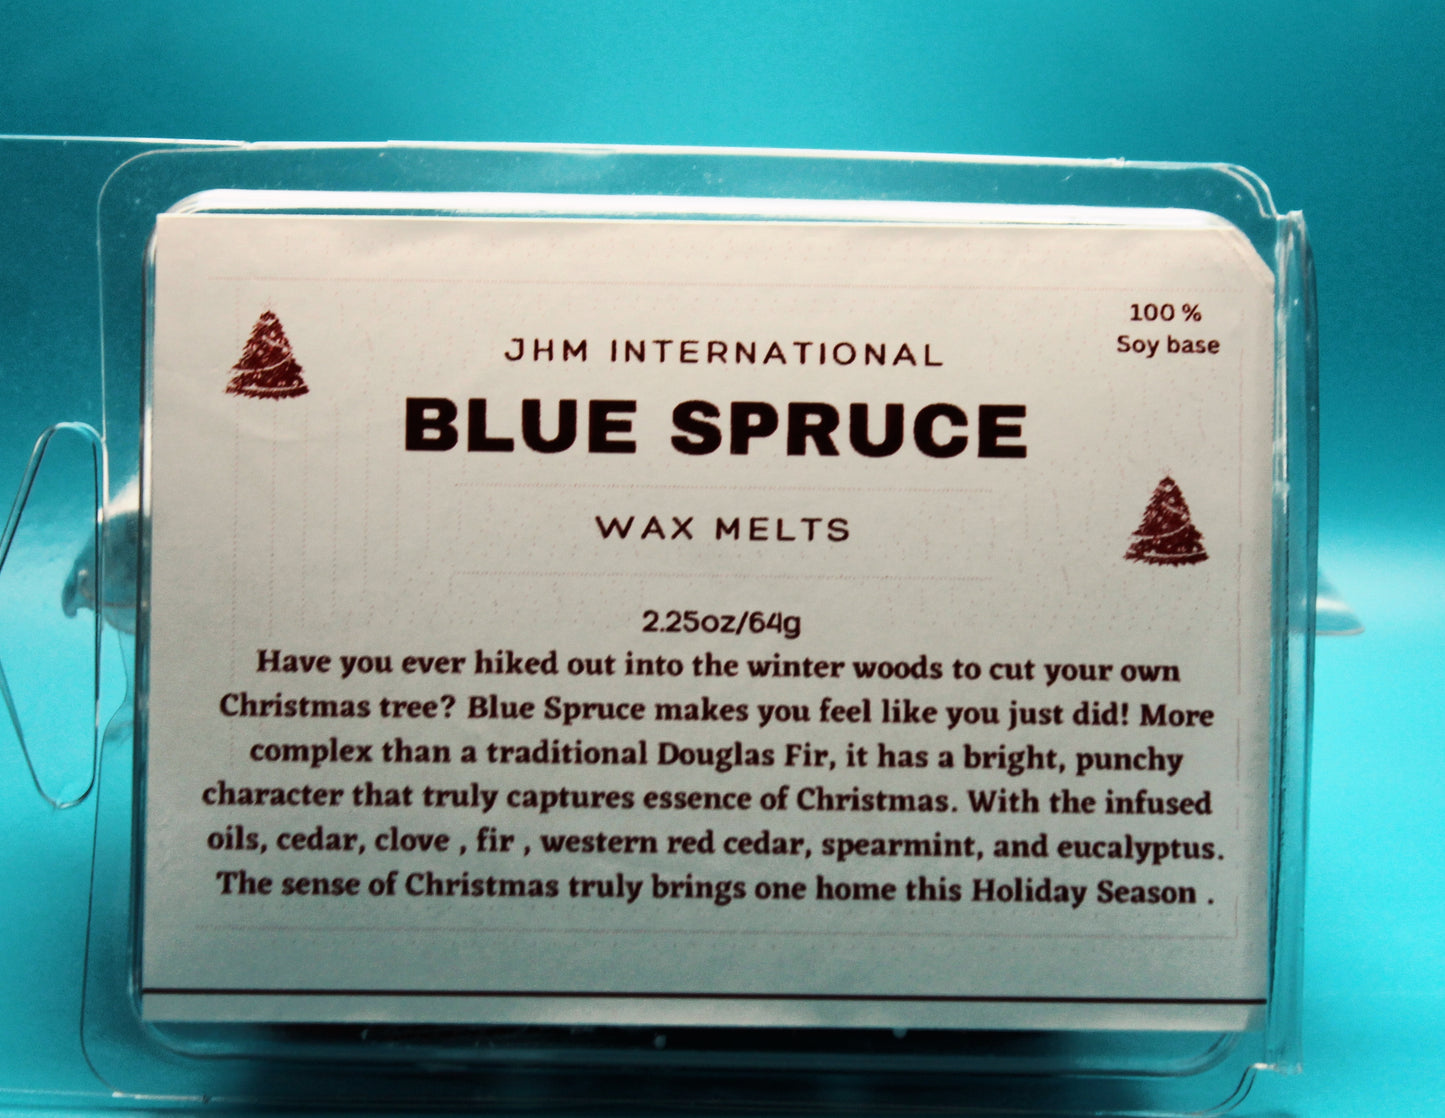 100 %
Soy base
JHM INTERNATIONAL
BLUE SPRUCE
WAX MELTS
2.25oz/64g
Have you ever hiked out into the winter woods to cut your own
Christmas tree? Blue Spruce makes you feel like you just did! More
complex than a traditional Douglas Fir, it has a bright, punchy
character that truly captures essence of Christmas. With the infused
oils, cedar, clove , fir , western red cedar, spearmint, and eucalyptus.
The sense of Christmas truly brings one home this Holiday Season .